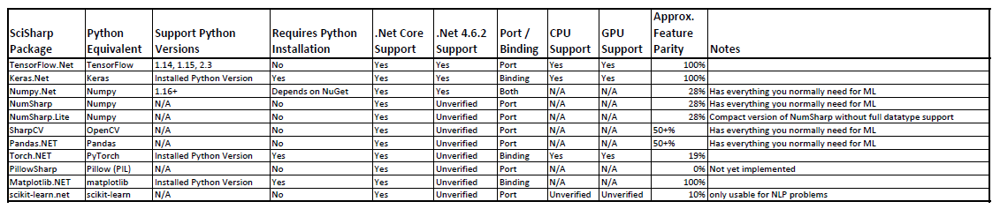 SciSharp Package | Python Equivalent | Support Python Versions | Requires Python Installation | .Net Core Support | .Net 4.6.2 Support | Port / Binding | CPU Support | GPU Support | Approx. Feature Parity | Notes
TensorFlow.Net | TensorFlow | 1.14, 1.15, 2.3 | No | Yes | Yes | Port | Yes | Yes | 100% |
Keras.Net | Keras | Installed Python Version | Yes | Yes | Yes | Binding | Yes | Yes | 100% |
Numpy.Net | Numpy | 1.16+ | Depends on NuGet | Yes | Yes | Both | N/A | N/A | 28% | Has everything you normally need for ML
NumSharp | Numpy | N/A | No | Yes | Unverified | Port | N/A | N/A | 28% | Has everything you normally need for ML
NumSharp.Lite | Numpy | N/A | No | Yes | Unverified | Port | N/A | N/A | 28% | Compact version of NumSharp without full datatype support
SharpCV | OpenCV | N/A | No | Yes | Unverified | Port | N/A | N/A | 50+% | Has everything you normally need for ML
Pandas.NET | Pandas | N/A | No | Yes | Unverified | Port | N/A | N/A | 50+% | Has everything you normally need for ML
Torch.NET | PyTorch | Installed Python Version | Yes | Yes | Unverified | Binding | Yes | Yes | 19% |
PillowSharp | Pillow (PIL) | N/A | No | Yes | Unverified | Port | N/A | N/A | 0% | Not yet implemented
Matplotlib.NET | matplotlib | Installed Python Version | Yes | Yes | Unverified | Binding | N/A | N/A | 100% |
scikit-learn.net | scikit-learn | N/A | No | Yes | Unverified | Port | Unverified | Unverified | 10% | only usable for NLP problems